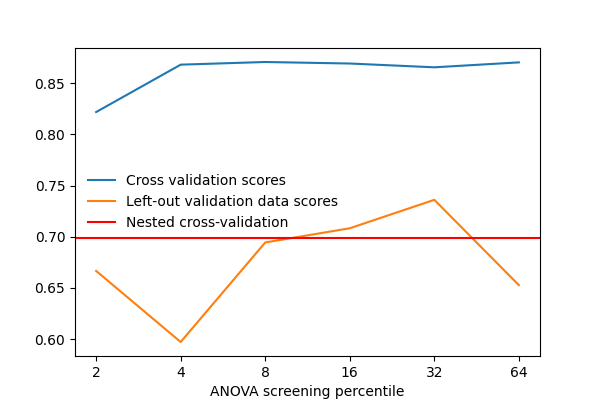 0.85
0.80
0.75
0.70
0.65
0.60
Cross validation scores
Left-out validation data scores
Nested cross-validation
2 4 8 16 32 64
ANOVA screening percentile